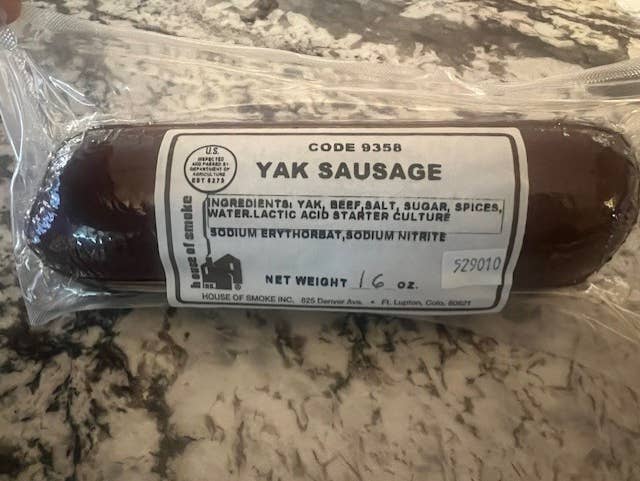 CODE 9358
U.S.
INSPECTED
AND PASSED BY
DEPARTMENT OF
AGRICULTURE
EST 6270
YAK SAUSAGE
INGREDIENTS: YAK, BEEF,SALT, SUGAR, SPICES,
WATER.LACTIC ACID STARTER CULTURE
SODIUM ERYTHORBAT,SODIUM NITRITE
house of smoke
inc.
®
529010
NET WEIGHT 16 OZ.
HOUSE OF SMOKE INC. 825 Denver Ave. • Ft. Lupton, Colo. 80621